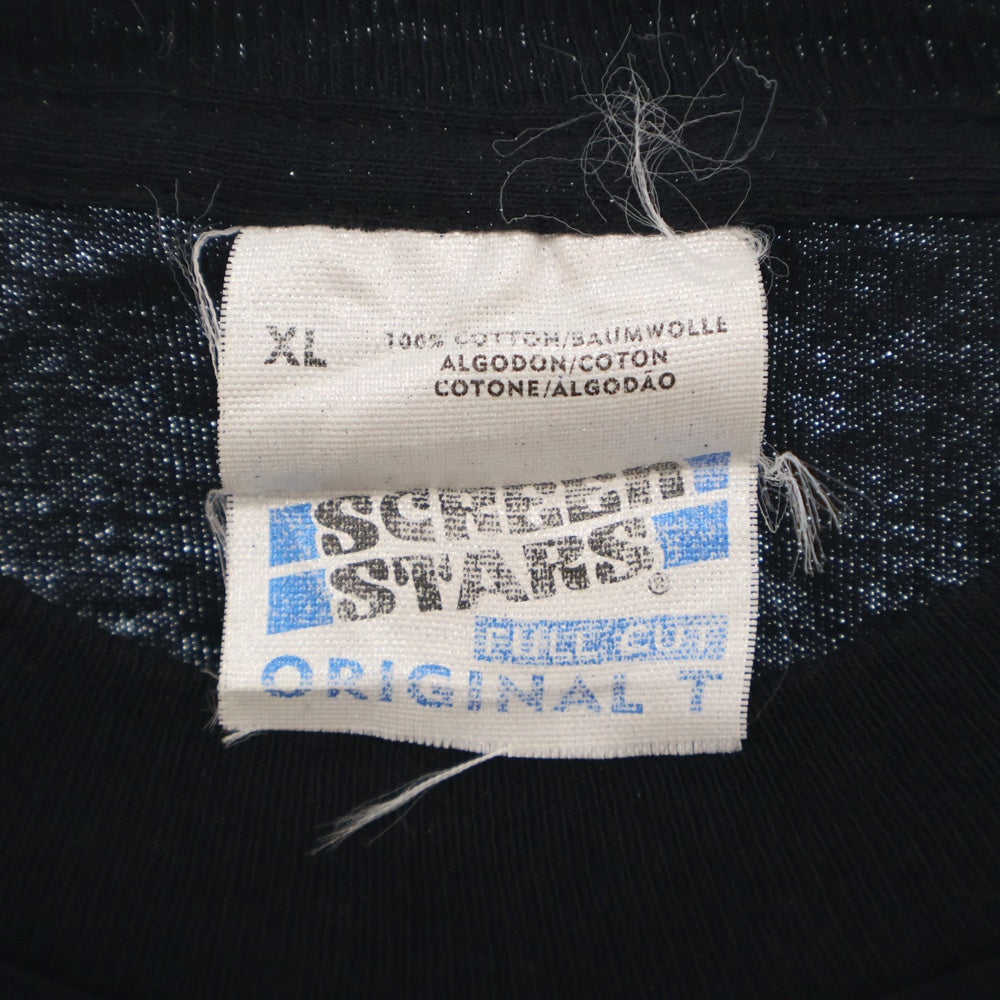 XL
100% COTTON/BAUMWOLLE
ALGODON/COTON
COTONE/ALGODÃO
SCREEN
STARS®
FULL CUT
ORIGINAL T